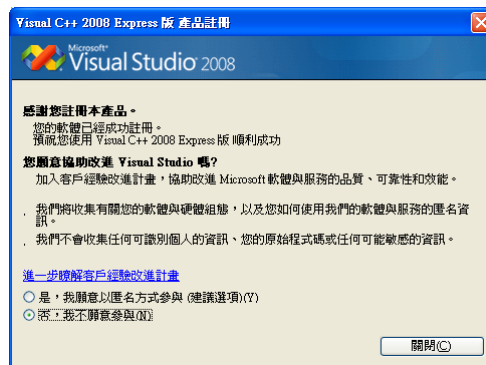 Visual C++ 2008 Express 版 產品註冊
Microsoft
Visual Studio 2008
感謝您註冊本產品。
您的軟體已經成功註冊。
預祝您使用 Visual C++ 2008 Express 版 順利成功
您願意協助改進 Visual Studio 嗎?
加入客戶經驗改進計畫，協助改進 Microsoft 軟體與服務的品質、可靠性和效能。
. 我們將收集有關您的軟體與硬體組態，以及您如何使用我們的軟體與服務的匿名資
訊。
. 我們不會收集任何可識別個人的資訊、您的原始程式碼或任何可能敏感的資訊。
進一步瞭解客戶經驗改進計畫
是，我願意以匿名方式參與 (建議選項)(Y)
否，我不願意參與(N)
關閉(C)